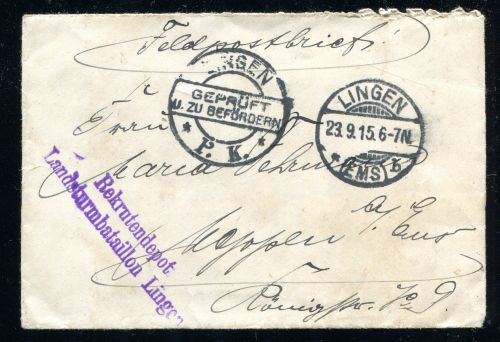 Feldpostbrief!
LINGEN
GEPRÜFT
U. ZU BEFÖRDERN
* P. K. *
LINGEN
23.9.15.6-7N.
* (EMS) b
Frau
Maria
Meppen a/Ems
Königstr.
Rekrutendepot
Landsturmbataillon Lingen